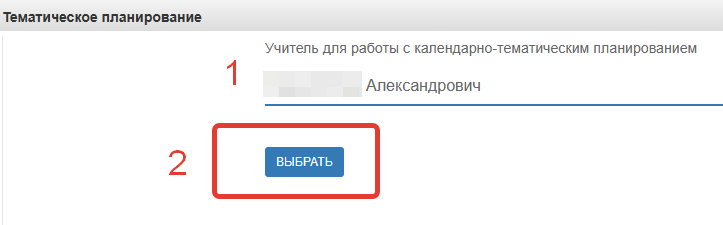 Тематическое планирование
Учитель для работы с календарно-тематическим планированием
1
Александрович
2
ВЫБРАТЬ